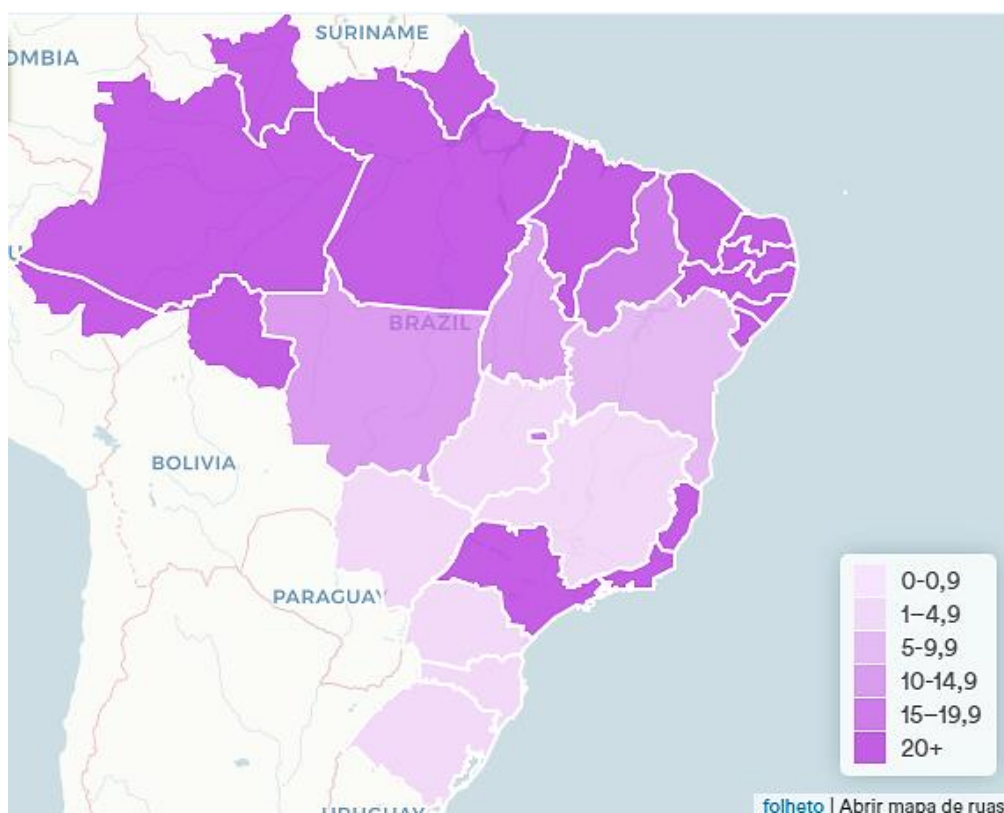 SURINAME
OMBIA
U'
BRAZIL
BOLIVIA
PARAGUAY
URUGUAY
0-0,9
1–4,9
5-9,9
10-14,9
15–19,9
20+
folheto | Abrir mapa de ruas